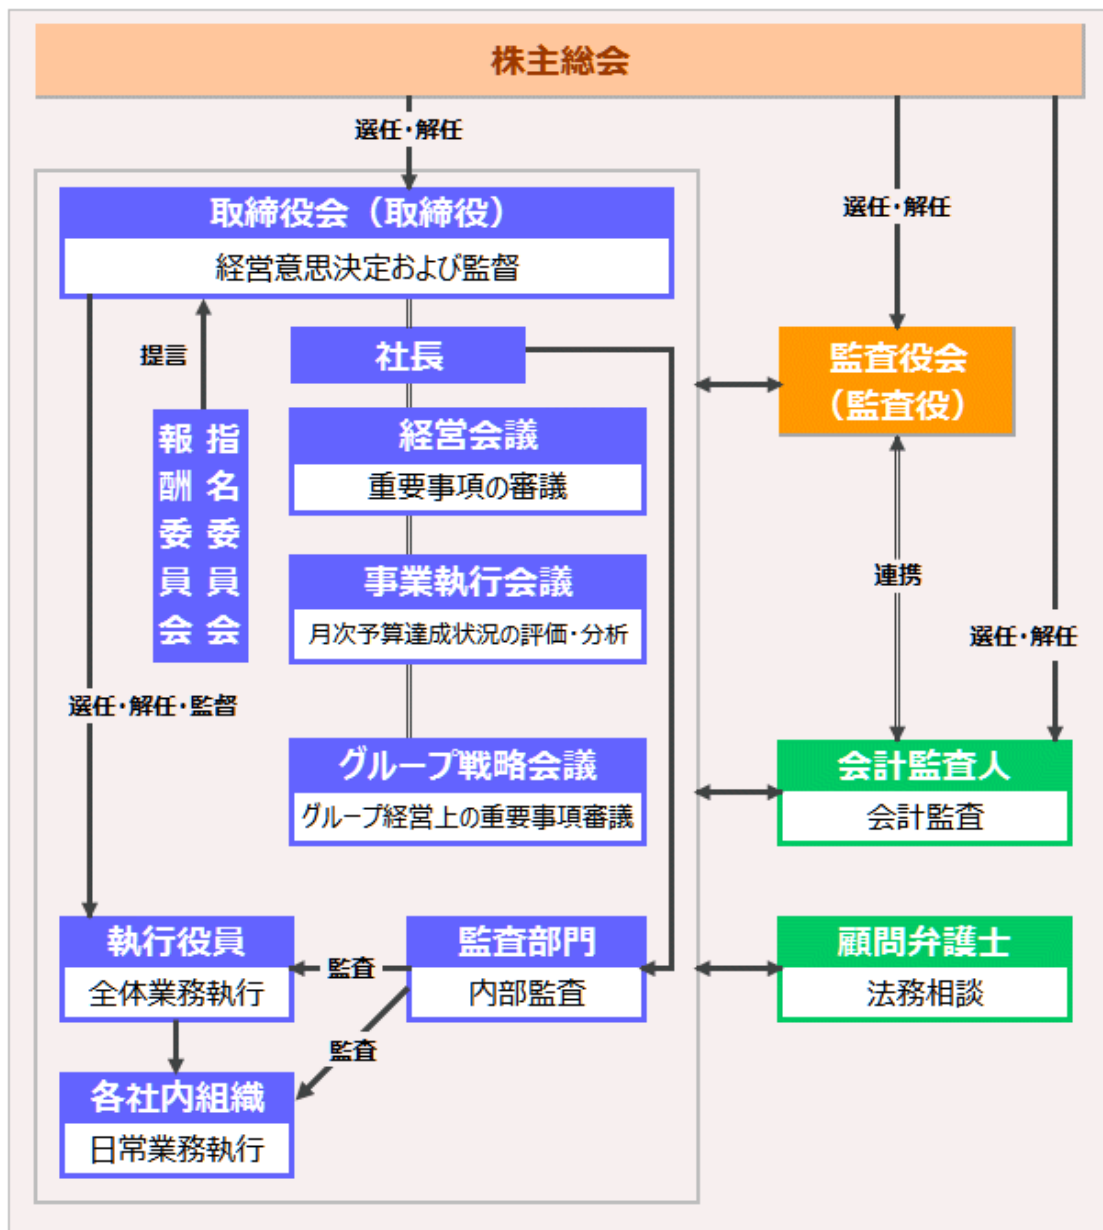 株主総会
選任・解任
選任・解任
取締役会（取締役）
経営意思決定および監督
提言
社長
監査役会
（監査役）
指名委員会
報酬委員会
経営会議
重要事項の審議
連携
事業執行会議
月次予算達成状況の評価・分析
選任・解任
選任・解任・監督
グループ戦略会議
グループ経営上の重要事項審議
会計監査人
会計監査
執行役員
全体業務執行
監査
監査部門
内部監査
顧問弁護士
法務相談
監査
各社内組織
日常業務執行